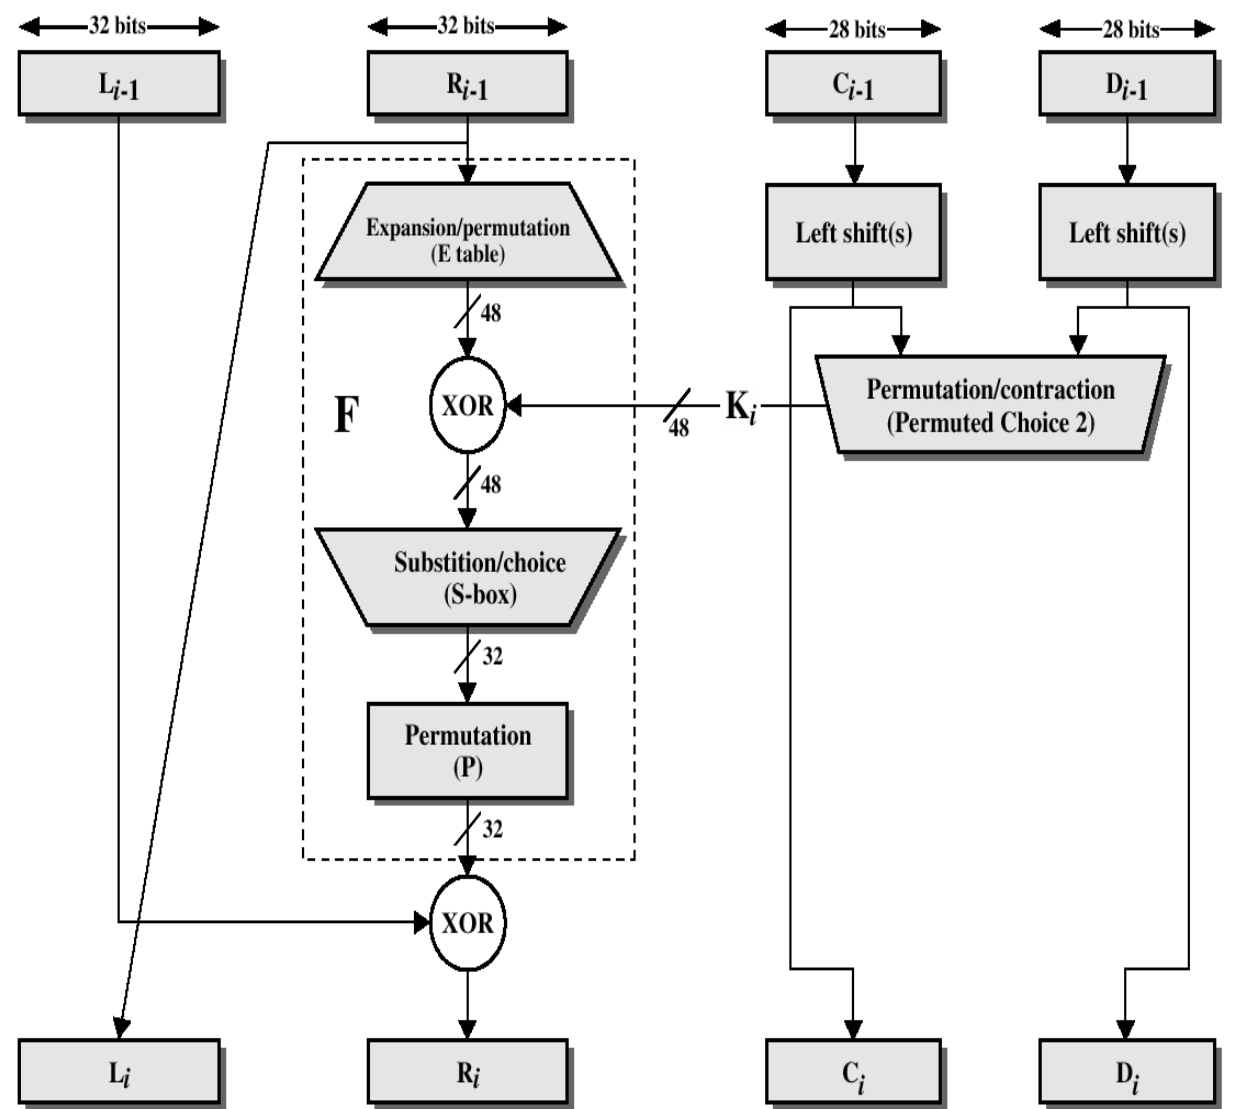 32 bits
32 bits
28 bits
28 bits
Li-1
Ri-1
Ci-1
Di-1
Expansion/permutation
(E table)
Left shift(s)
Left shift(s)
48
F
XOR
48
Ki
Permutation/contraction
(Permuted Choice 2)
48
Substition/choice
(S-box)
32
Permutation
(P)
32
XOR
Li
Ri
Ci
Di